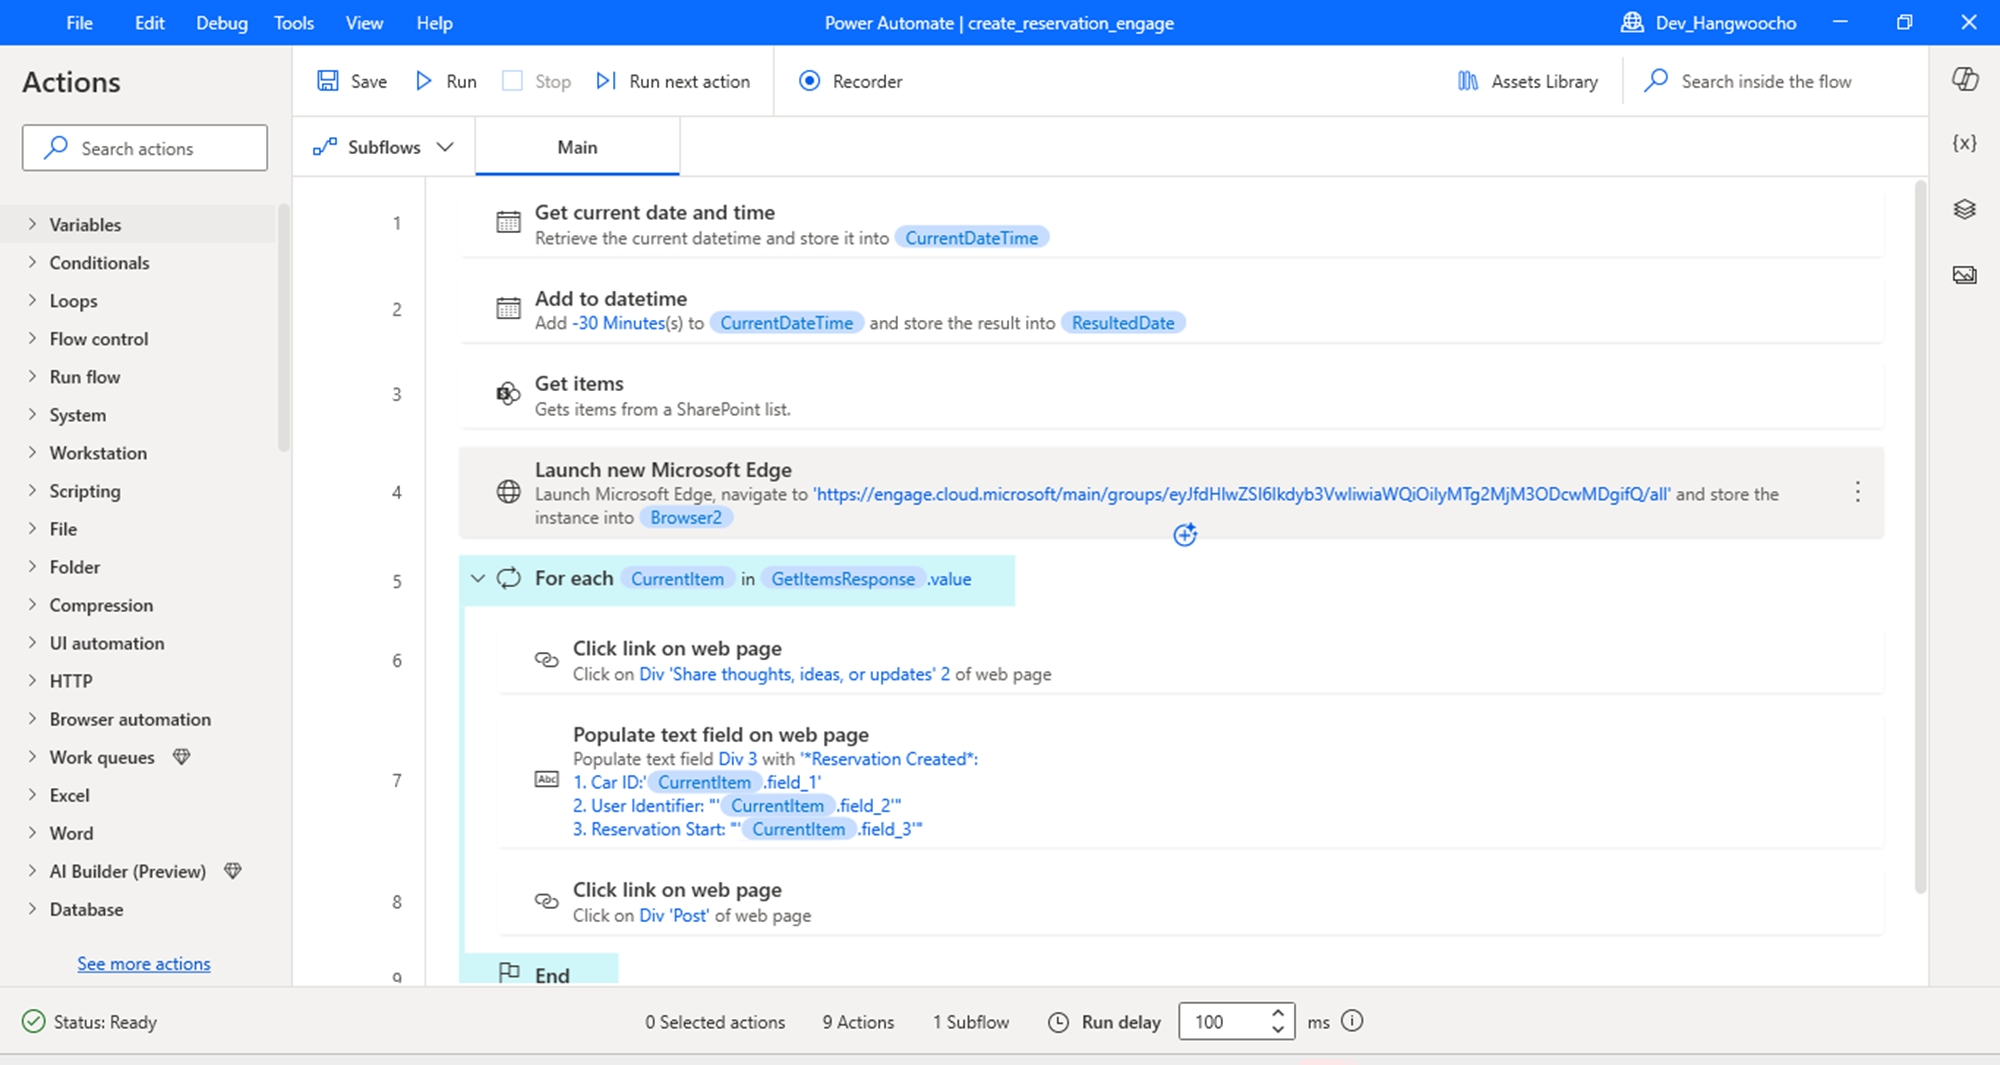 File Edit Debug Tools View Help Power Automate | create_reservation_engage Dev_Hangwoocho
Actions
Search actions
Variables
Conditionals
Loops
Flow control
Run flow
System
Workstation
Scripting
File
Folder
Compression
UI automation
HTTP
Browser automation
Work queues
Excel
Word
AI Builder (Preview)
Database
See more actions
Save Run Stop Run next action Recorder Assets Library Search inside the flow
Subflows Main
{x}
1 Get current date and time
Retrieve the current datetime and store it into CurrentDateTime
2 Add to datetime
Add -30 Minutes(s) to CurrentDateTime and store the result into ResultedDate
3 Get items
Gets items from a SharePoint list.
4 Launch new Microsoft Edge
Launch Microsoft Edge, navigate to 'https://engage.cloud.microsoft/main/groups/eyJfdHlwZSI6Ikdyb3VwIiwiaWQiOiIyMTg2MjM3ODcwMDgifQ/all' and store the
instance into Browser2
5 For each CurrentItem in GetItemsResponse .value
6 Click link on web page
Click on Div 'Share thoughts, ideas, or updates' 2 of web page
Populate text field on web page
Populate text field Div 3 with '*Reservation Created*:
7 Abc 1. Car ID:' CurrentItem .field_1'
2. User Identifier: "' CurrentItem .field_2'"
3. Reservation Start: "' CurrentItem .field_3'"
8 Click link on web page
Click on Div 'Post' of web page
9 End
Status: Ready 0 Selected actions 9 Actions 1 Subflow Run delay 100 ms